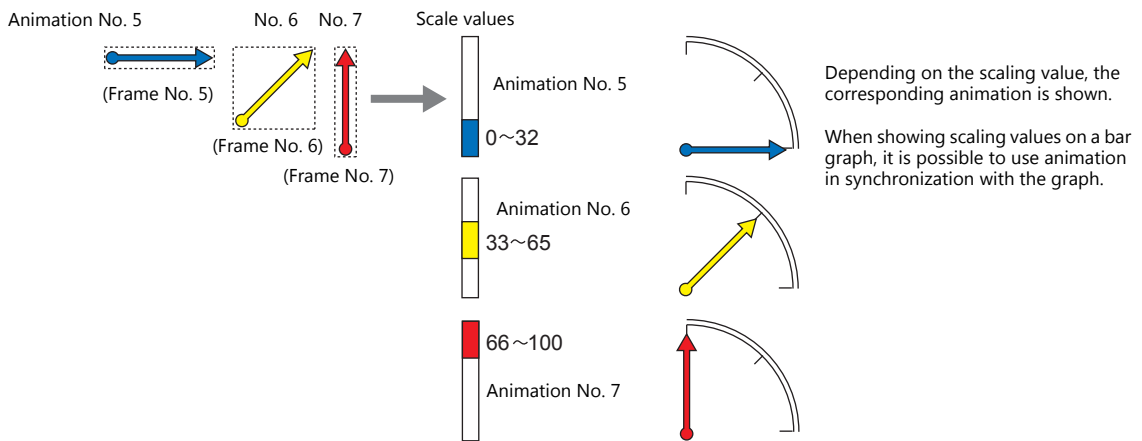 Animation No. 5
No. 6
No. 7
Scale values
(Frame No. 5)
(Frame No. 6)
(Frame No. 7)
Animation No. 5
0～32
Animation No. 6
33～65
66～100
Animation No. 7
Depending on the scaling value, the
corresponding animation is shown.
When showing scaling values on a bar
graph, it is possible to use animation
in synchronization with the graph.